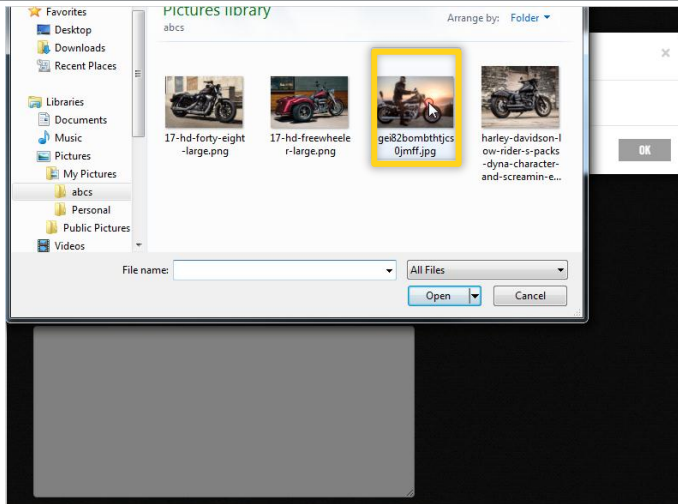 Favorites
Desktop
Downloads
Recent Places
Libraries
Documents
Music
Pictures
My Pictures
abcs
Personal
Public Pictures
Videos
Pictures library
abcs
Arrange by: Folder
17-hd-forty-eight
-large.png
17-hd-freewheele
r-large.png
gei82bombthtjcs
0jmff.jpg
harley-davidson-l
ow-rider-s-packs
-dyna-character-
and-screamin-e...
File name:
All Files
Open
Cancel
OK